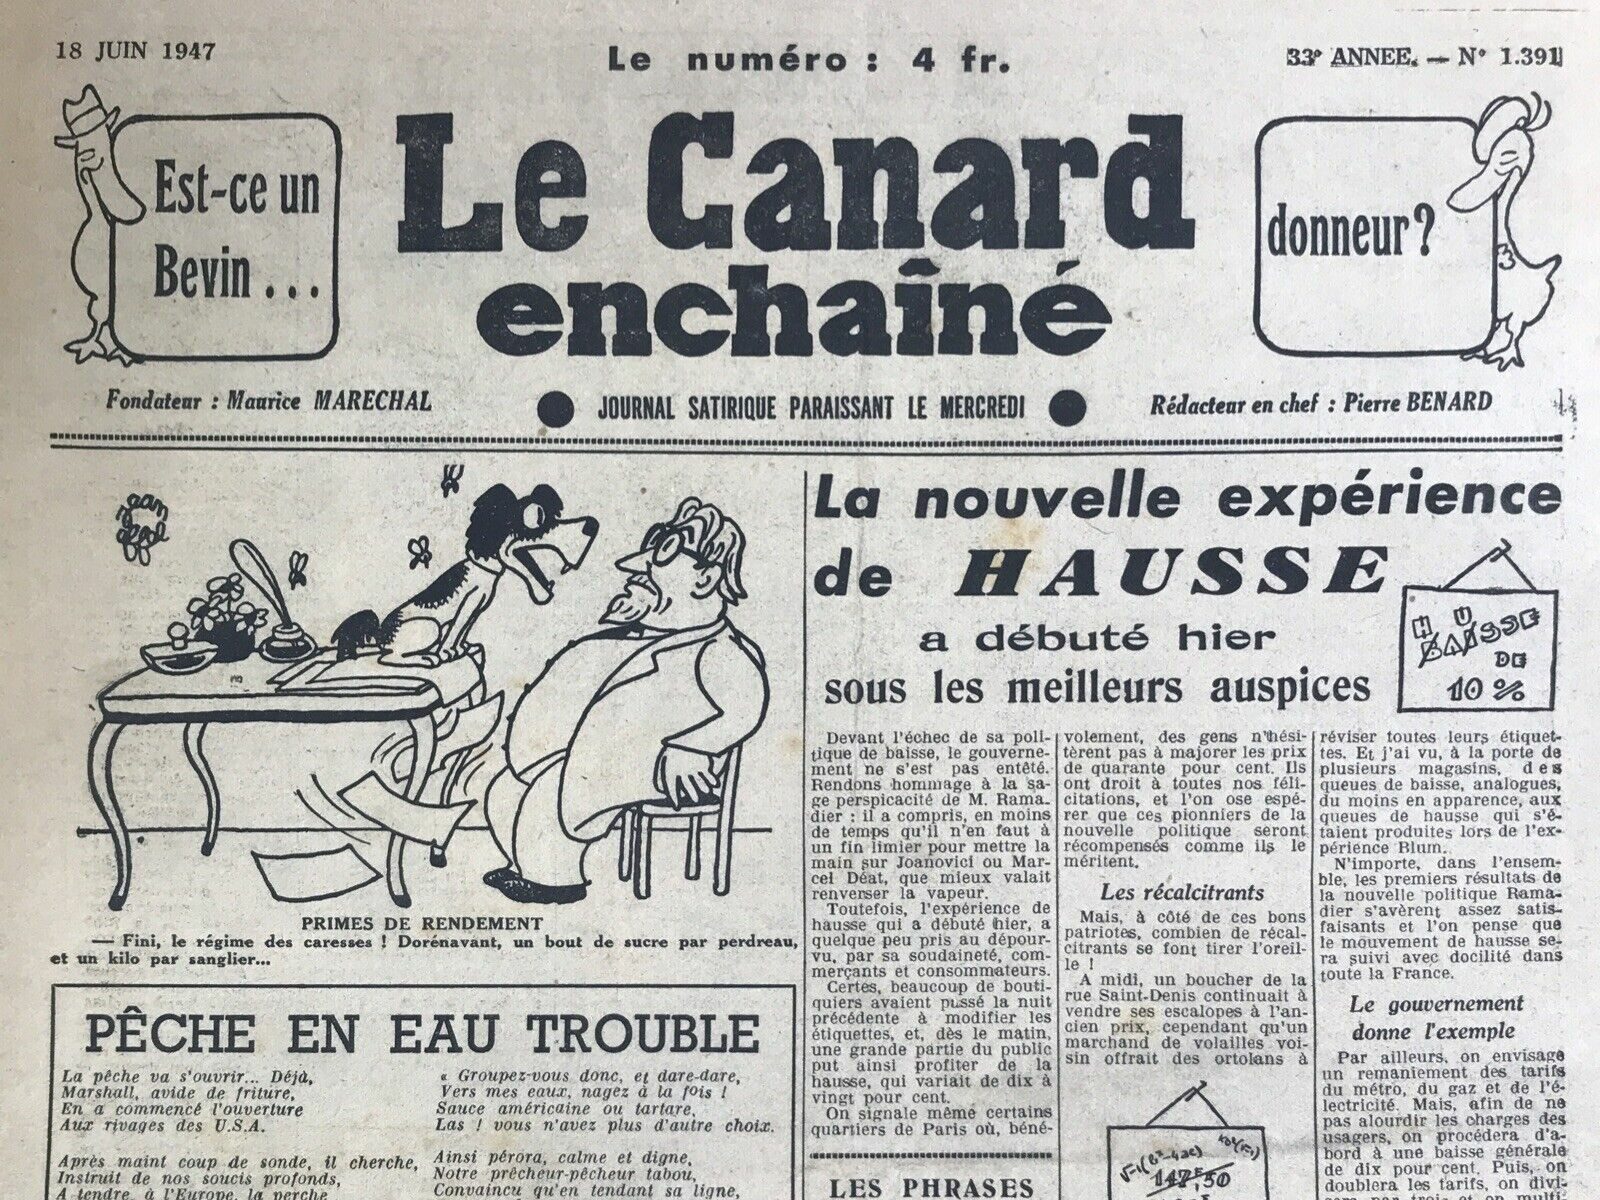 18 JUIN 1947
Le numéro : 4 fr.
33e ANNEE. — N° 1.391
Est-ce un
Bevin...
Le Canard
enchaîné
donneur?
Fondateur : Maurice MARECHAL
JOURNAL SATIRIQUE PARAISSANT LE MERCREDI
Rédacteur en chef : Pierre BENARD
PRIMES DE RENDEMENT
— Fini, le régime des caresses ! Dorénavant, un bout de sucre par perdreau,
et un kilo par sanglier...
PÊCHE EN EAU TROUBLE
La pêche va s'ouvrir... Déjà,
Marshall, avide de friture,
En a commencé l'ouverture
Aux rivages des U.S.A.
Après maint coup de sonde, il cherche,
Instruit de nos soucis profonds,
A tendre, à l'Europe, la perche
« Groupez-vous donc, et dare-dare,
Vers mes eaux, nagez à la fois !
Sauce américaine ou tartare,
Las ! vous n'avez plus d'autre choix.
Ainsi pérora, calme et digne,
Notre prêcheur-pêcheur tabou,
Convaincu qu'en tendant sa ligne,
La nouvelle expérience
de HAUSSE
a débuté hier
sous les meilleurs auspices
HU
BAISSE
DE
10 %
Devant l'échec de sa poli-
tique de baisse, le gouverne-
ment ne s'est pas entêté.
Rendons hommage à la sa-
ge perspicacité de M. Rama-
dier : il a compris, en moins
de temps qu'il n'en faut à
un fin limier pour mettre la
main sur Joanovici ou Mar-
cel Déat, que mieux valait
renverser la vapeur.
Toutefois, l'expérience de
hausse qui a débuté hier, a
quelque peu pris au dépour-
vu, par sa soudaineté, com-
merçants et consommateurs.
Certes, beaucoup de bouti-
quiers avaient passé la nuit
précédente à modifier les
étiquettes, et, dès le matin,
une grande partie du public
put ainsi profiter de la
hausse, qui variait de dix à
vingt pour cent.
On signale même certains
quartiers de Paris où, béné-
LES PHRASES
volement, des gens n'hési-
tèrent pas à majorer les prix
de quarante pour cent. Ils
ont droit à toutes nos féli-
citations, et l'on ose espé-
rer que ces pionniers de la
nouvelle politique seront
récompensés comme ils le
méritent.
Les récalcitrants
Mais, à côté de ces bons
patriotes, combien de récal-
citrants se font tirer l'oreil-
le !
A midi, un boucher de la
rue Saint-Denis continuait à
vendre ses escalopes à l'an-
cien prix, cependant qu'un
marchand de volailles voi-
sin offrait des ortolans à
147,50
réviser toutes leurs étiquet-
tes. Et j'ai vu, à la porte de
plusieurs magasins, des
queues de baisse, analogues,
du moins en apparence, aux
queues de hausse qui s'é-
taient produites lors de l'ex-
périence Blum.
N'importe, dans l'ensem-
ble, les premiers résultats de
la nouvelle politique Rama-
dier s'avèrent assez satis-
faisants et l'on pense que
le mouvement de hausse se-
ra suivi avec docilité dans
toute la France.
Le gouvernement
donne l'exemple
Par ailleurs, on envisage
un remaniement des tarifs
du métro, du gaz et de l'é-
lectricité. Mais, afin de ne
pas alourdir les charges des
usagers, on procédera d'a-
bord à une baisse générale
de dix pour cent. Puis, on
doublera les tarifs, on divi-